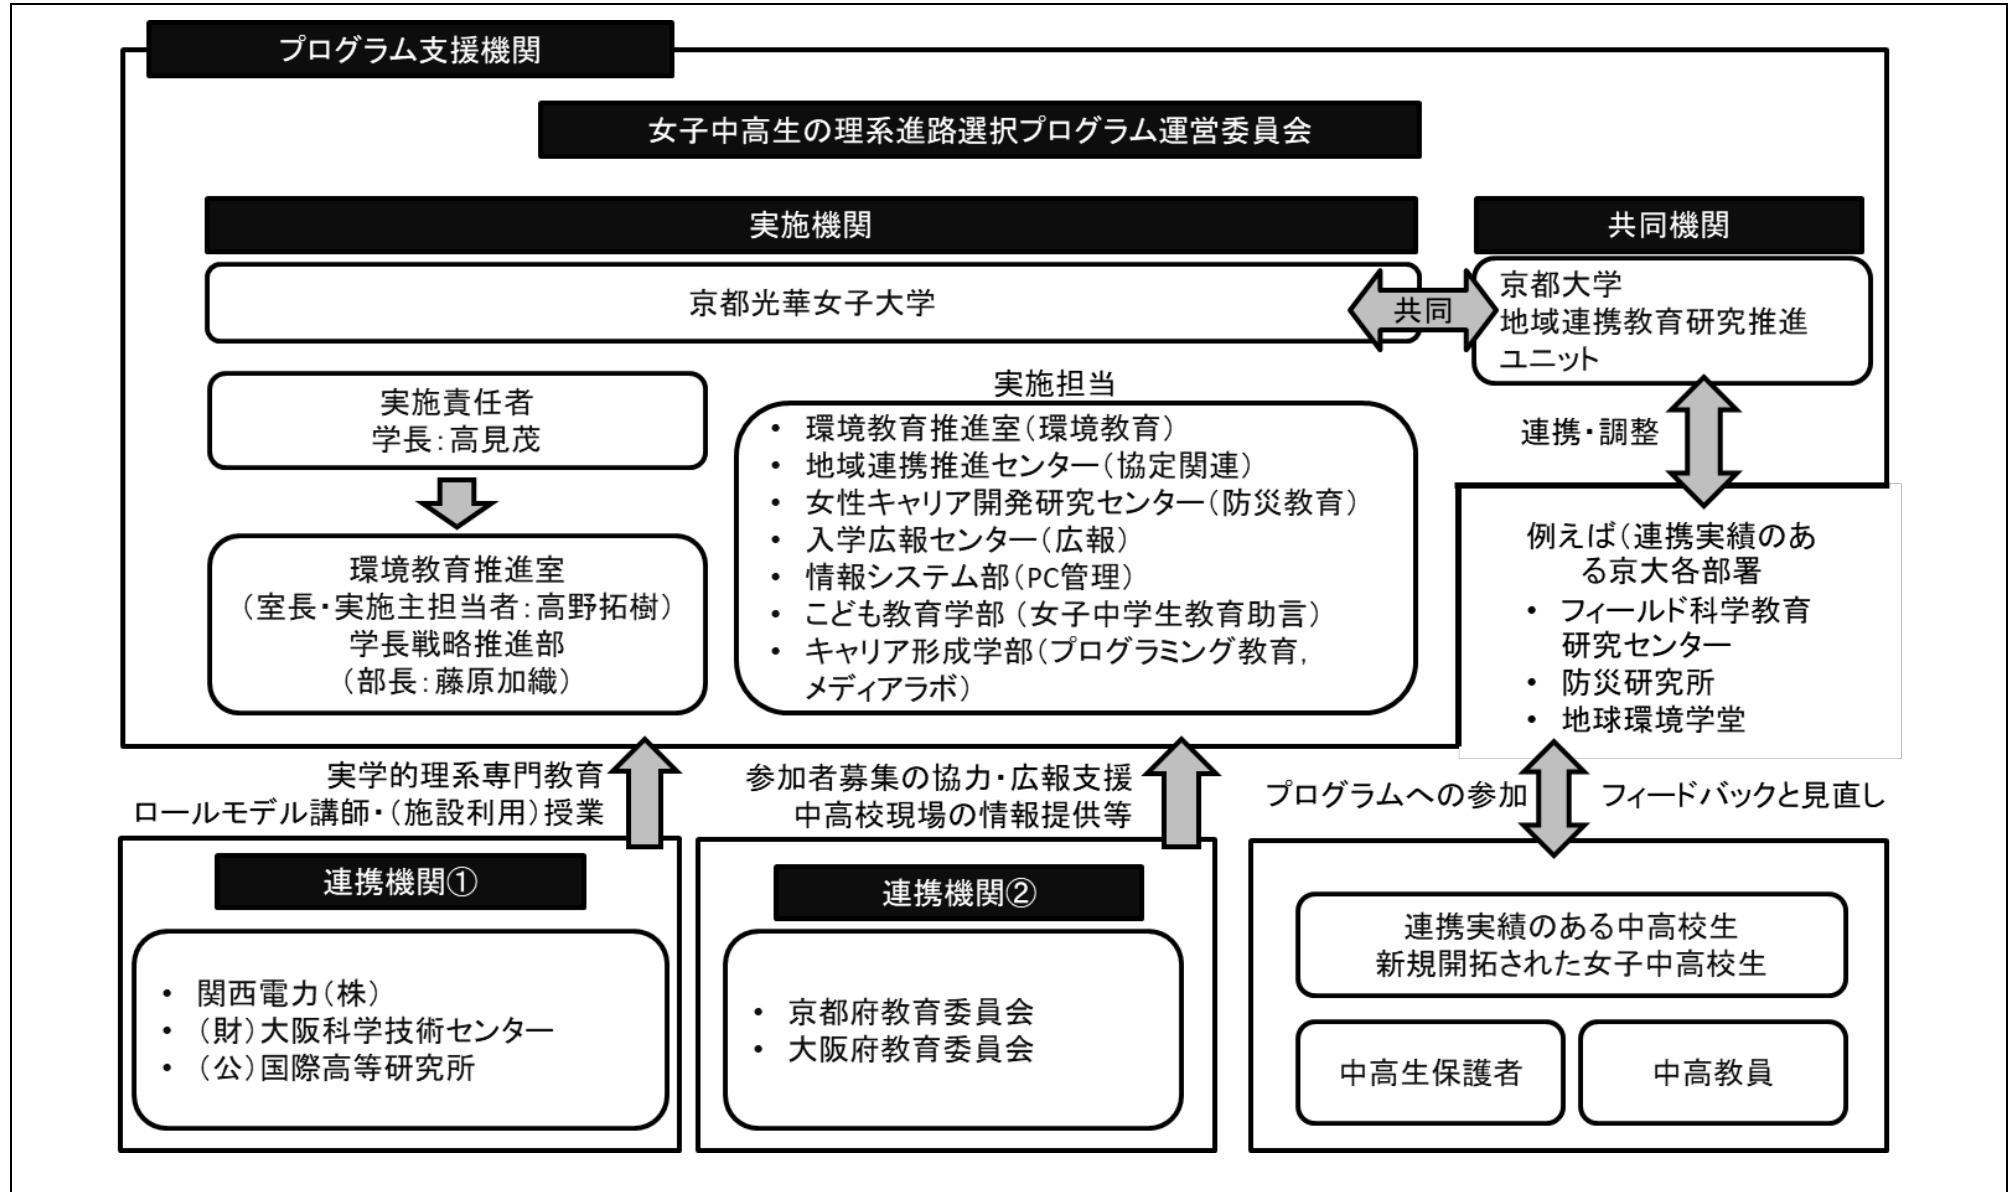 プログラム支援機関
女子中高生の理系進路選択プログラム運営委員会
実施機関
京都光華女子大学
共同
共同機関
京都大学
地域連携教育研究推進
ユニット
実施責任者
学長：高見茂
環境教育推進室
（室長・実施主担当者：高野拓樹）
学長戦略推進部
（部長：藤原加織）
実施担当
• 環境教育推進室（環境教育）
• 地域連携推進センター（協定関連）
• 女性キャリア開発研究センター（防災教育）
• 入学広報センター（広報）
• 情報システム部（PC管理）
• こども教育学部（女子中学生教育助言）
• キャリア形成学部（プログラミング教育，
メディアラボ）
連携・調整
例えば（連携実績のあ
る京大各部署
• フィールド科学教育
研究センター
• 防災研究所
• 地球環境学堂
実学的理系専門教育
ロールモデル講師・（施設利用）授業
参加者募集の協力・広報支援
中高校現場の情報提供等
プログラムへの参加
フィードバックと見直し
連携機関①
• 関西電力（株）
• （財）大阪科学技術センター
• （公）国際高等研究所
連携機関②
• 京都府教育委員会
• 大阪府教育委員会
連携実績のある中高校生
新規開拓された女子中高校生
中高生保護者
中高教員